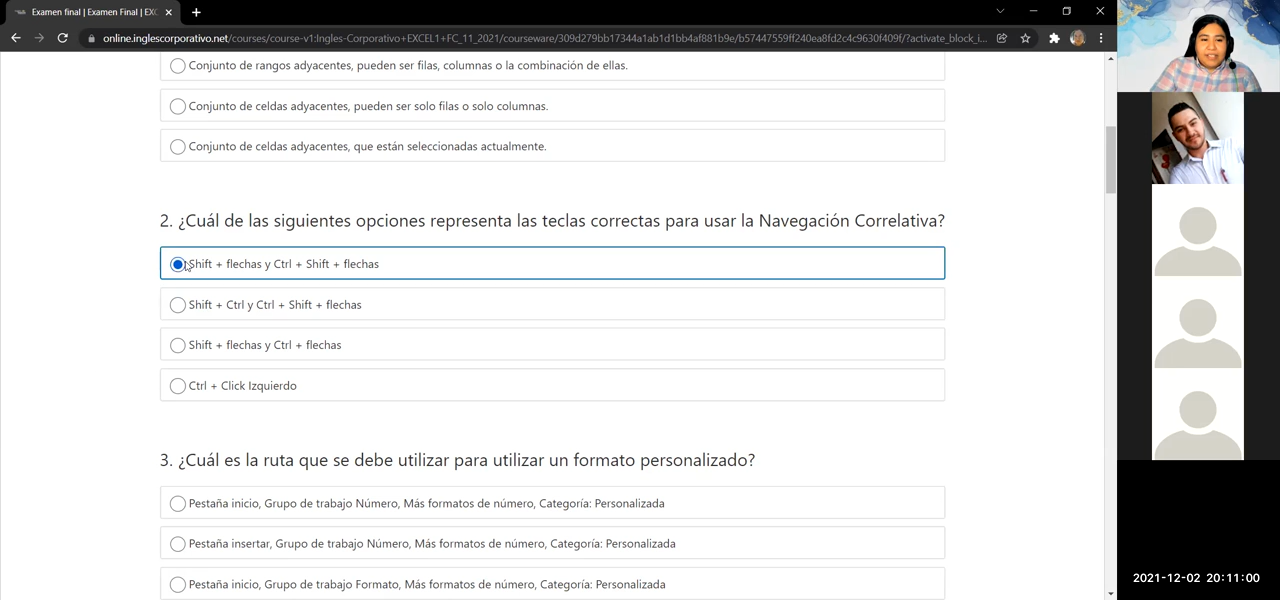 Examen final | Examen Final | EXC
online.inglescorporativo.net/courses/course-v1:Ingles-Corporativo+EXCEL1+FC_11_2021/courseware/309d279bb17344a1ab1d1bb4af881b9e/b57447559ff240ea8fd2c4c9630f409f/?activate_block_i...
Conjunto de rangos adyacentes, pueden ser filas, columnas o la combinación de ellas.
Conjunto de celdas adyacentes, pueden ser solo filas o solo columnas.
Conjunto de celdas adyacentes, que están seleccionadas actualmente.
2. ¿Cuál de las siguientes opciones representa las teclas correctas para usar la Navegación Correlativa?
Shift + flechas y Ctrl + Shift + flechas
Shift + Ctrl y Ctrl + Shift + flechas
Shift + flechas y Ctrl + flechas
Ctrl + Click Izquierdo
3. ¿Cuál es la ruta que se debe utilizar para utilizar un formato personalizado?
Pestaña inicio, Grupo de trabajo Número, Más formatos de número, Categoría: Personalizada
Pestaña insertar, Grupo de trabajo Número, Más formatos de número, Categoría: Personalizada
Pestaña inicio, Grupo de trabajo Formato, Más formatos de número, Categoría: Personalizada
2021-12-02 20:11:00